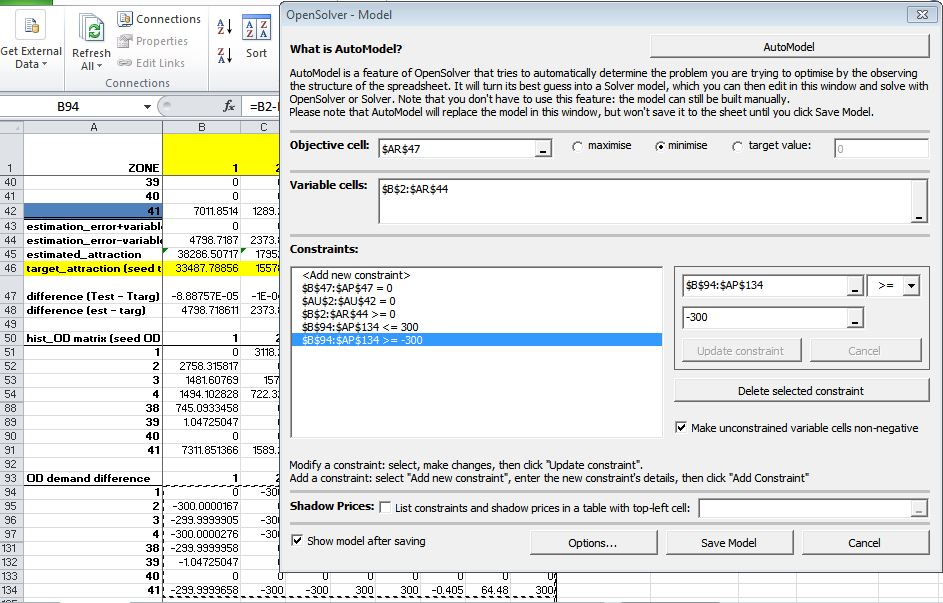 OpenSolver - Model
Connections
Properties
Edit Links
Get External
Data
Refresh
All
Sort
Connections
What is AutoModel?
AutoModel
AutoModel is a feature of OpenSolver that tries to automatically determine the problem you are trying to optimise by the observing
the structure of the spreadsheet. It will turn its best guess into a Solver model, which you can then edit in this window and solve with
OpenSolver or Solver. Note that you don't have to use this feature: the model can still be built manually.
Please note that AutoModel will replace the model in this window, but won't save it to the sheet until you click Save Model.
Objective cell: $AR$47 maximise minimise target value: 0
Variable cells: $B$2:$AR$44
Constraints:
<Add new constraint>
$B$47:$AP$47 = 0
$AU$2:$AU$42 = 0
$B$2:$AR$44 >= 0
$B$94:$AP$134 <= 300
$B$94:$AP$134 >= -300
$B$94:$AP$134 >=
-300
Update constraint Cancel
Delete selected constraint
Make unconstrained variable cells non-negative
Modify a constraint: select, make changes, then click "Update constraint".
Add a constraint: select "Add new constraint", enter the new constraint's details, then click "Add Constraint"
Shadow Prices: List constraints and shadow prices in a table with top-left cell:
Show model after saving Options... Save Model Cancel
B94 fx =B2-
A B C
1 ZONE 1 2
40 39 0
41 40 0
42 41 7011.8514 1289.
43 estimation_error+variabl 0
44 estimation_error-variabl 4798.7187 2373.
45 estimated_attraction 38286.50717 1795
46 target_attraction (seed t 33487.78856 1557
47 difference (Test - Ttarg) -8.88757E-05 -1E-0
48 difference (est - targ) 4798.718611 2373.
49
50 hist_OD matrix (seed OD 1
51 1 0 3118.
52 2 2758.315817
53 3 1481.60769 157
54 4 1494.102828 722.3
88 38 745.0933458
89 39 1.04725047
90 40 0
91 41 7311.851366 1589.
92
93 OD demand difference 1
94 1 0 -30
95 2 -300.0000167
96 3 -299.9999905 -30
97 4 -300.0000276 -30
131 38 -299.9999958
132 39 -1.04725047
133 40 0 0 0 0 0 0 0
134 41 -299.9999658 -300 -300 300 -0.405 64.48 300